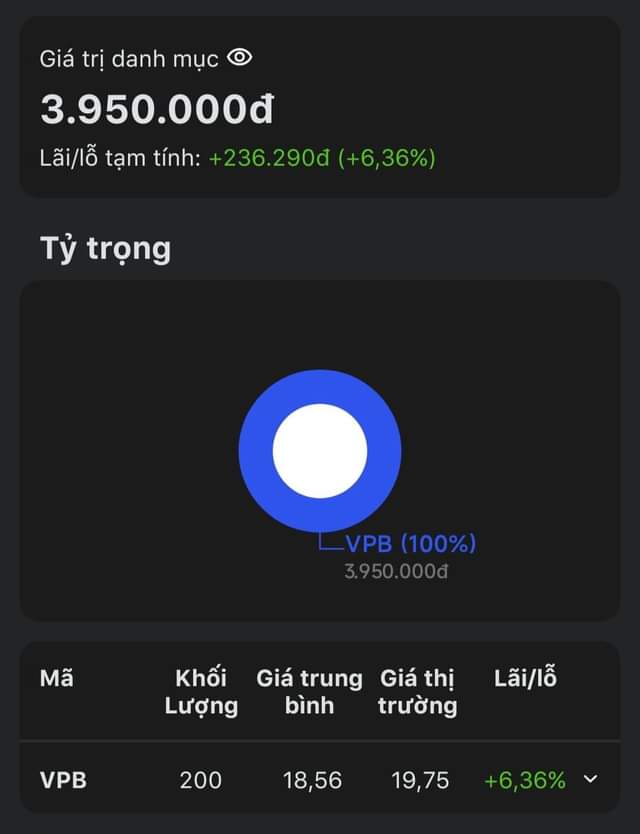 Giá trị danh mục
3.950.000đ
Lãi/lỗ tạm tính: +236.290đ (+6,36%)
Tỷ trọng
VPB (100%)
3.950.000đ
Mã Khối Lượng Giá trung bình Giá thị trường Lãi/lỗ
VPB 200 18,56 19,75 +6,36%